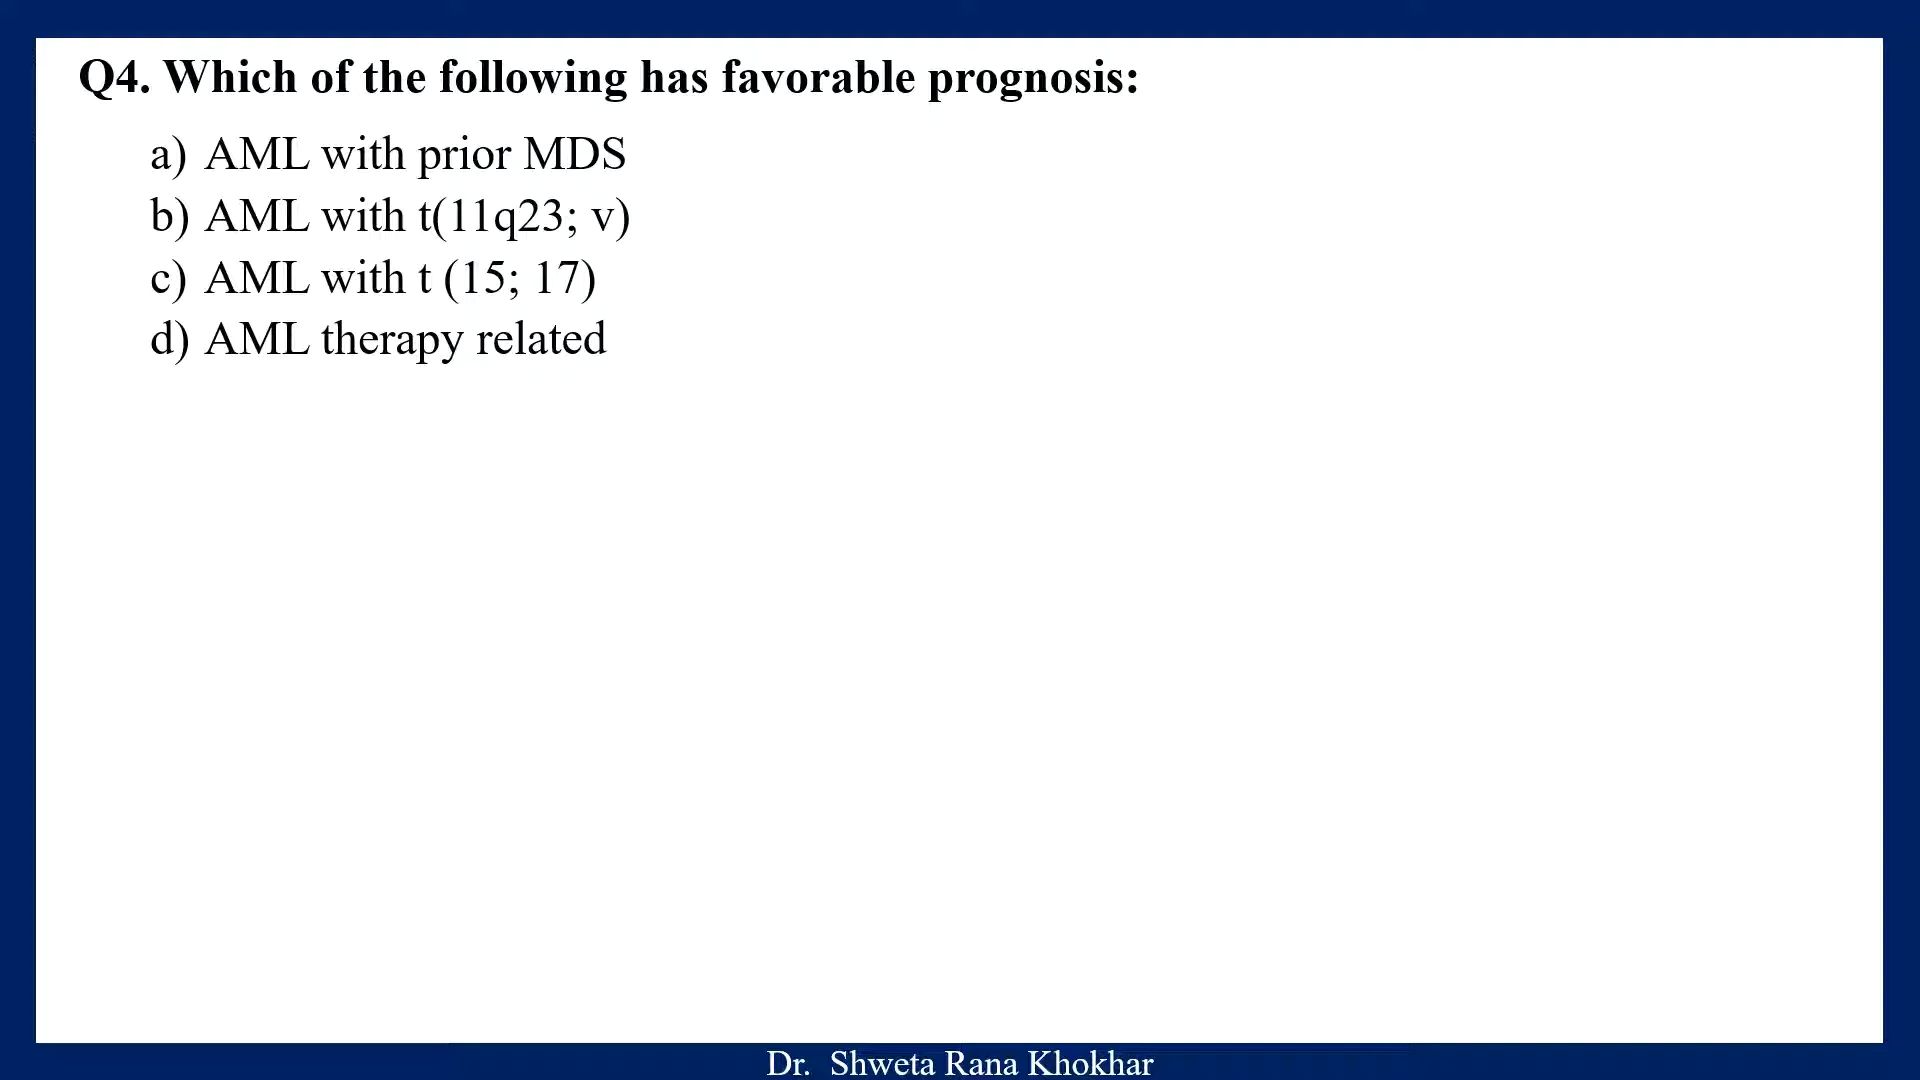 Q4. Which of the following has favorable prognosis:
a) AML with prior MDS
b) AML with t(11q23; v)
c) AML with t (15; 17)
d) AML therapy related
Dr. Shweta Rana Khokhar